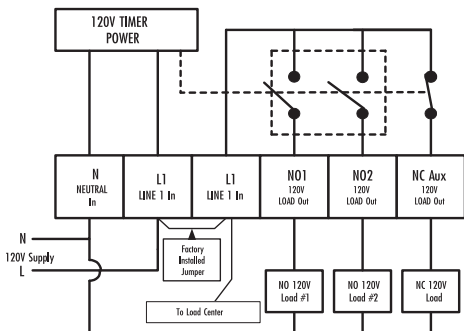 120V TIMER
POWER
N
NEUTRAL
In
L1
LINE 1 In
L1
LINE 1 In
NO1
120V
LOAD Out
NO2
120V
LOAD Out
NC Aux
120V
LOAD Out
N
120V Supply
L
Factory
Installed
Jumper
To Load Center
NO 120V
Load #1
NO 120V
Load #2
NC 120V
Load